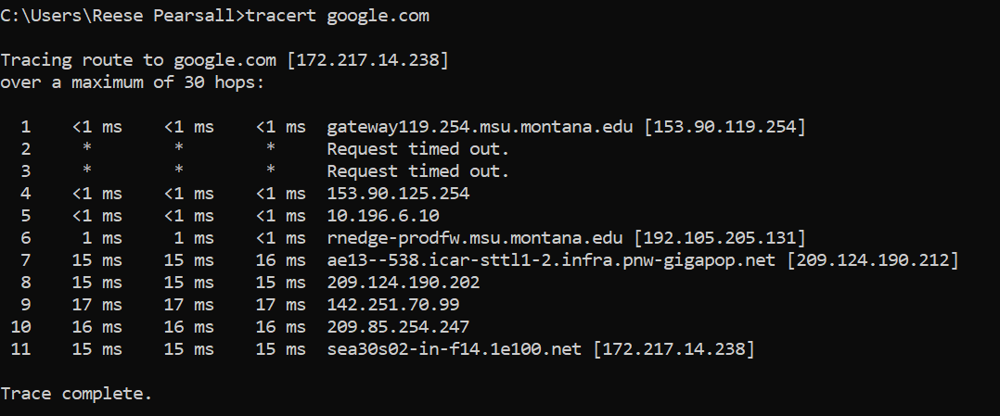 C:\Users\Reese Pearsall>tracert google.com
Tracing route to google.com [172.217.14.238]
over a maximum of 30 hops:
1 <1 ms <1 ms <1 ms gateway119.254.msu.montana.edu [153.90.119.254]
2 * * * Request timed out.
3 * * * Request timed out.
4 <1 ms <1 ms <1 ms 153.90.125.254
5 <1 ms <1 ms <1 ms 10.196.6.10
6 1 ms 1 ms <1 ms rnedge-prodfw.msu.montana.edu [192.105.205.131]
7 15 ms 15 ms 16 ms ae13--538.icar-sttl1-2.infra.pnw-gigapop.net [209.124.190.212]
8 15 ms 15 ms 15 ms 209.124.190.202
9 17 ms 17 ms 17 ms 142.251.70.99
10 16 ms 16 ms 16 ms 209.85.254.247
11 15 ms 15 ms 15 ms sea30s02-in-f14.1e100.net [172.217.14.238]
Trace complete.